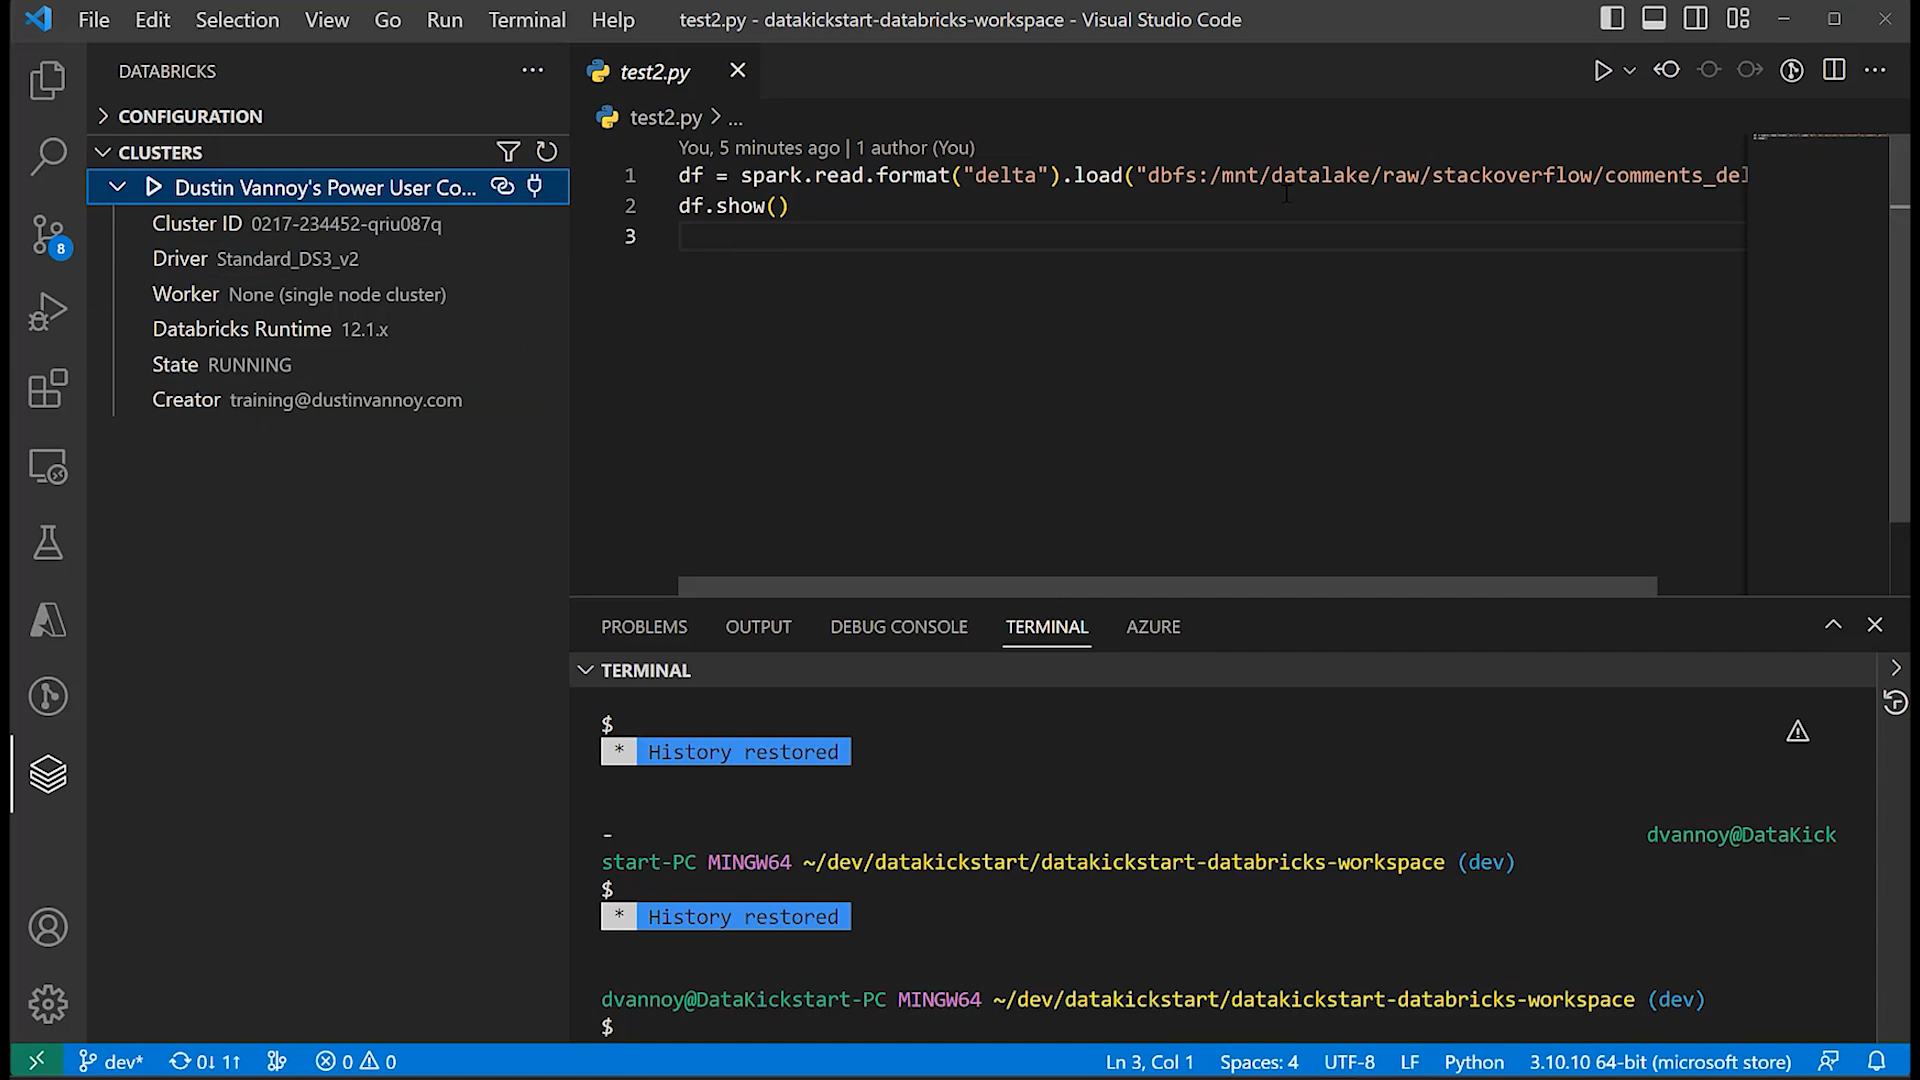 File Edit Selection View Go Run Terminal Help test2.py - datakickstart-databricks-workspace - Visual Studio Code
DATABRICKS
CONFIGURATION
CLUSTERS
Dustin Vannoy's Power User Co...
Cluster ID 0217-234452-qriu087q
Driver Standard_DS3_v2
Worker None (single node cluster)
Databricks Runtime 12.1.x
State RUNNING
Creator training@dustinvannoy.com
8
test2.py
test2.py > ...
You, 5 minutes ago | 1 author (You)
1 df = spark.read.format("delta").load("dbfs:/mnt/datalake/raw/stackoverflow/comments_del
2 df.show()
3
PROBLEMS OUTPUT DEBUG CONSOLE TERMINAL AZURE
TERMINAL
$
* History restored
-
dvannoy@DataKick
start-PC MINGW64 ~/dev/datakickstart/datakickstart-databricks-workspace (dev)
$
* History restored
dvannoy@DataKickstart-PC MINGW64 ~/dev/datakickstart/datakickstart-databricks-workspace (dev)
$
dev* 0↓ 1↑ 0 0 Ln 3, Col 1 Spaces: 4 UTF-8 LF Python 3.10.10 64-bit (microsoft store)